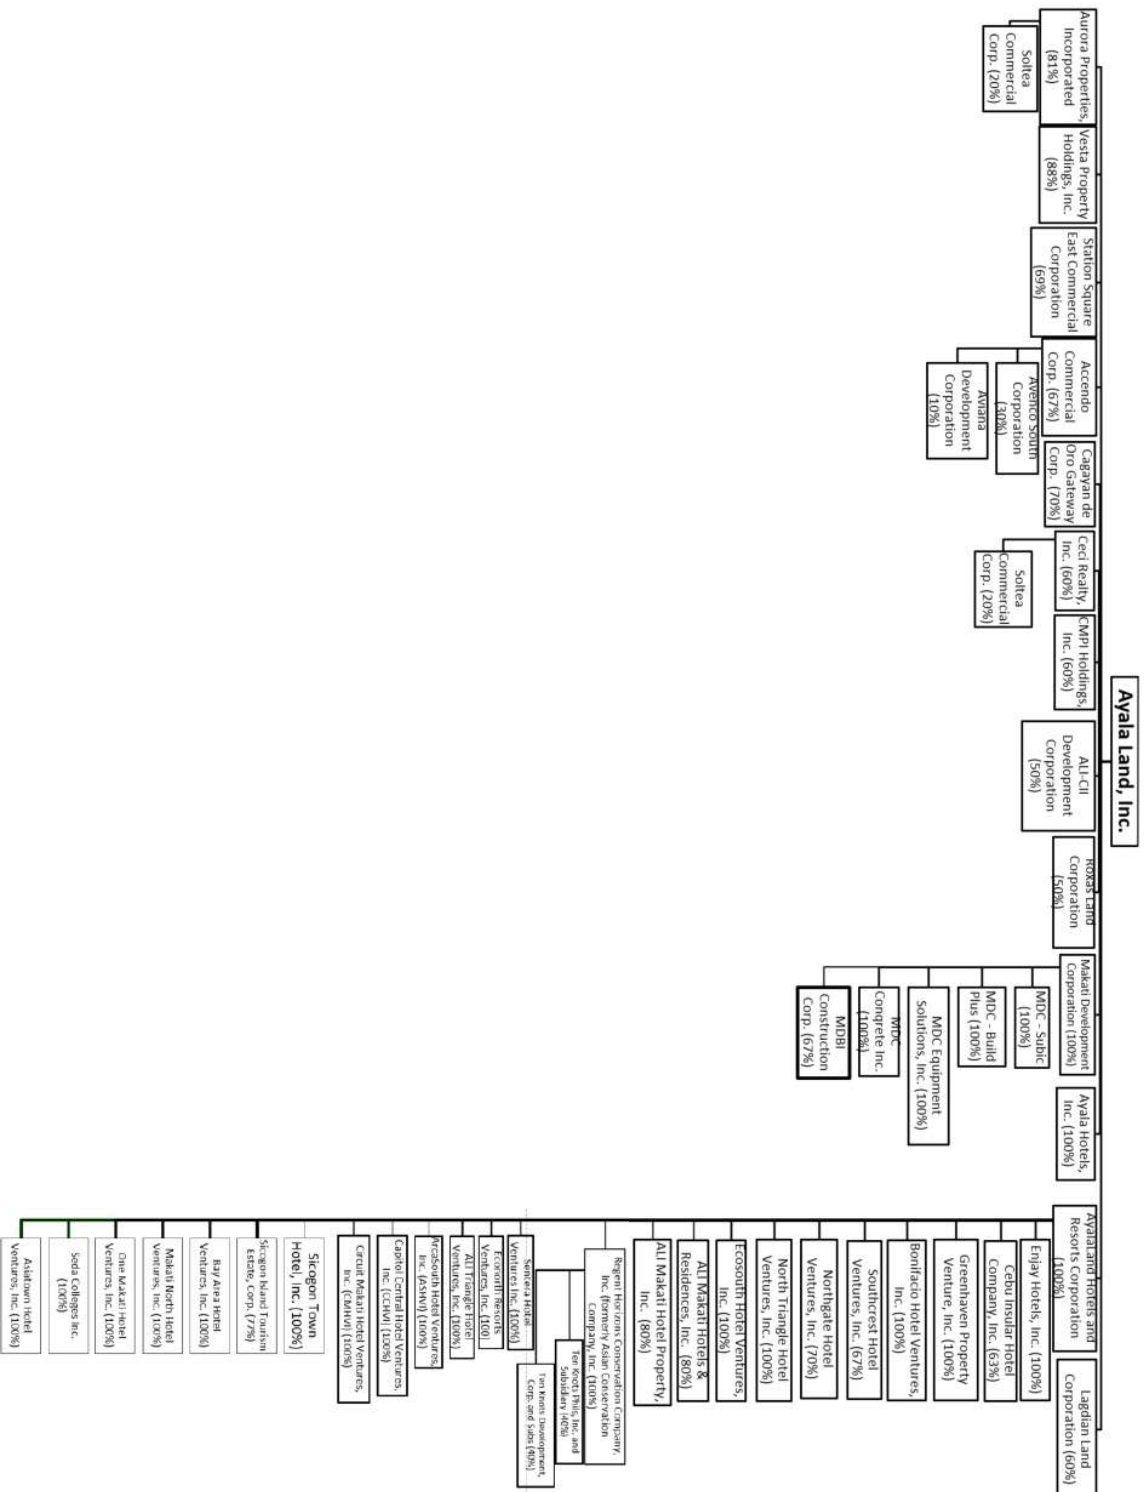 Ayala Land, Inc.
Aurora Properties,
Incorporated
(81%)
Soltea
Commercial
Corp. (20%)
Vesta Property
Holdings, Inc.
(88%)
Station Square
East Commercial
Corporation
(69%)
Accendo
Commercial
Corp. (67%)
Avenco South
Corporation
(30%)
Aviana
Development
Corporation
(10%)
Cagayan de
Oro Gateway
Corp. (70%)
Ceci Realty,
Inc. (60%)
Soltea
Commercial
Corp. (20%)
CMPI Holdings,
Inc. (60%)
ALI-CII
Development
Corporation
(50%)
Roxas Land
Corporation
(50%)
Makati Development
Corporation (100%)
MDC - Subic
(100%)
MDC - Build
Plus (100%)
MDC Equipment
Solutions, Inc. (100%)
MDC
Conqrete Inc.
(100%)
MDBI
Construction
Corp. (67%)
Ayala Hotels,
Inc. (100%)
AyalaLand Hotels and
Resorts Corporation
(100%)
Enjay Hotels, Inc. (100%)
Cebu Insular Hotel
Company, Inc. (63%)
Greenhaven Property
Venture, Inc. (100%)
Bonifacio Hotel Ventures,
Inc. (100%)
Southcrest Hotel
Ventures, Inc. (67%)
Northgate Hotel
Ventures, Inc. (70%)
North Triangle Hotel
Ventures, Inc. (100%)
Ecosouth Hotel Ventures,
Inc. (100%)
ALI Makati Hotels &
Residences, Inc. (80%)
ALI Makati Hotel Property,
Inc. (80%)
Regent Horizons Conservation Company,
Inc. (formerly Asian Conservation
Company, Inc. (100%)
Ten Knots Phils, Inc. and
Subsidiary (40%)
Ten Knots Development,
Corp. and Subs (40%)
Sentera Hotel
Ventures Inc. (100%)
Econorth Resorts
Ventures, Inc. (100)
ALI Triangle Hotel
Ventures, Inc. (100%)
ArcaSouth Hotel Ventures,
Inc. (ASHVI) (100%)
Capitol Central Hotel Ventures,
Inc. (CCHVI) (100%)
Circuit Makati Hotel Ventures,
Inc. (CMHVI) (100%)
Sicogon Town
Hotel, Inc. (100%)
Sicogon Island Tourism
Estate, Corp. (77%)
Bay Area Hotel
Ventures, Inc. (100%)
Makati North Hotel
Ventures, Inc. (100%)
One Makati Hotel
Ventures, Inc. (100%)
Seda Colleges Inc.
(100%)
Asiatown Hotel
Ventures, Inc. (100%)
Lagdian Land
Corporation (60%)